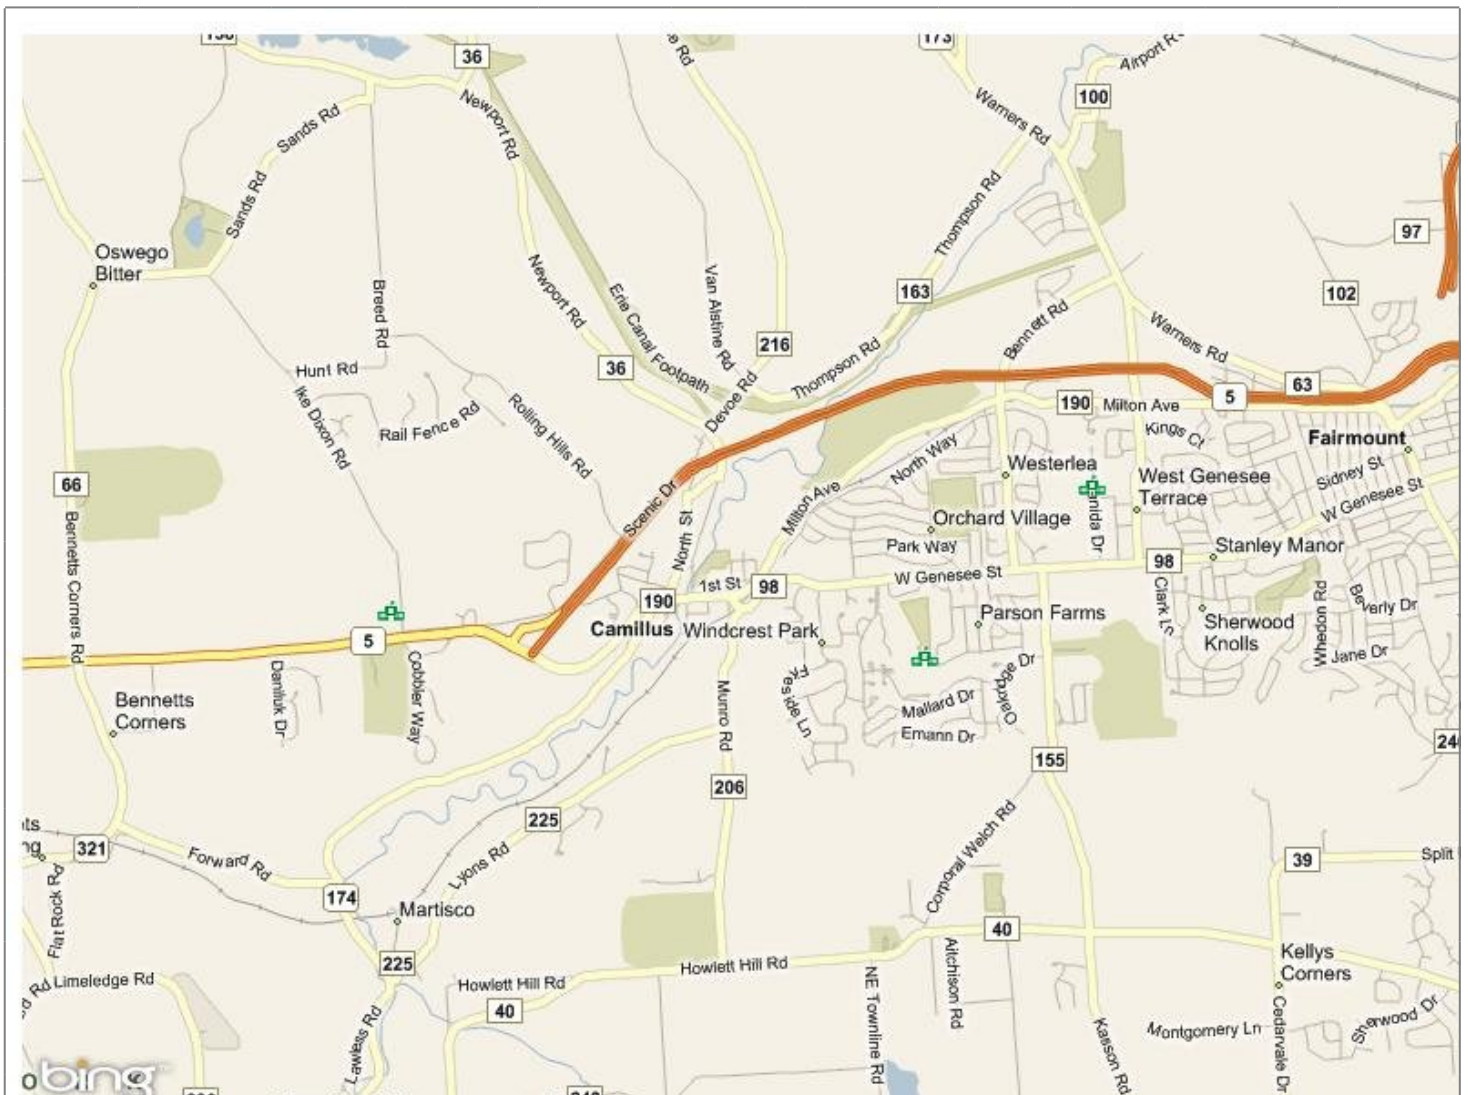 36
173
Airport Rd
100
Newport Rd
Warners Rd
Sands Rd
Sands Rd
Thompson Rd
97
Oswego
Bitter
Newport Rd
Erie Canal Footpath
Van Alstine Rd
163
102
Breed Rd
Bennett Rd
Warners Rd
216
Thompson Rd
Hunt Rd
36
Devoe Rd
63
5
Ike Dixon Rd
Rail Fence Rd
Rolling Hills Rd
190
Milton Ave
Kings Ct
Fairmount
North Way
Westerlea
West Genesee
Terrace
Sidney St
W Genesee St
66
Scenic Dr
Milton Ave
Orchard Village
Bennetts Corners Rd
North St
Park Way
Stanley Manor
98
1st St
98
W Genesee St
190
Camillus
Windcrest Park
Parson Farms
Clark Ln
Sherwood
Knolls
Whedon Rd
Beverly Dr
Jane Dr
5
Cobbler Way
Bennetts
Corners
Munro Rd
Mallard Dr
Emann Dr
155
206
225
Corporal Welch Rd
Lyons Rd
321
Forward Rd
39
Split
174
Martisco
Flat Rock Rd
40
225
Howlett Hill Rd
Howlett Hill Rd
Kellys
Corners
Limeledge Rd
Rd
40
NE Townline Rd
Aitchison Rd
Kasson Rd
Montgomery Ln
Cedarvale Dr
Sherwood Dr
Lawless Rd
bing